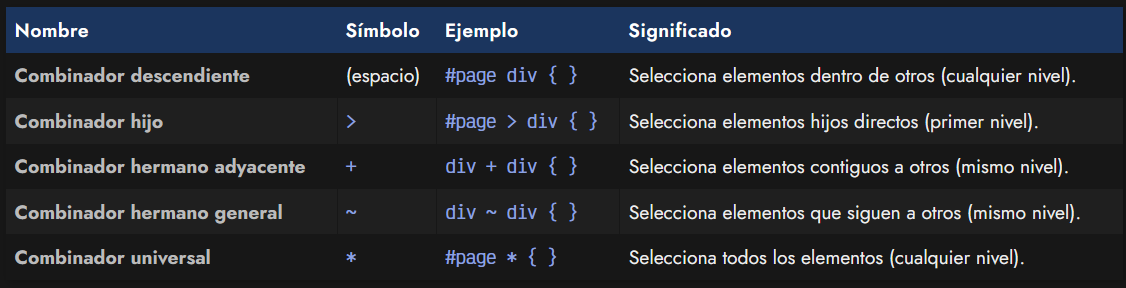 Nombre Símbolo Ejemplo Significado
Combinador descendiente (espacio) #page div { } Selecciona elementos dentro de otros (cualquier nivel).
Combinador hijo > #page > div { } Selecciona elementos hijos directos (primer nivel).
Combinador hermano adyacente + div + div { } Selecciona elementos contiguos a otros (mismo nivel).
Combinador hermano general ~ div ~ div { } Selecciona elementos que siguen a otros (mismo nivel).
Combinador universal * #page * { } Selecciona todos los elementos (cualquier nivel).